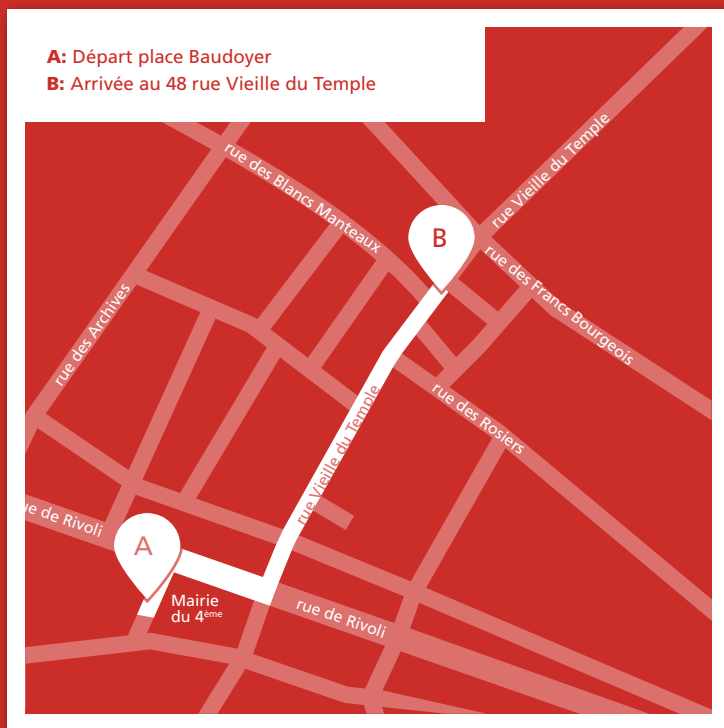 A: Départ place Baudoyer
B: Arrivée au 48 rue Vieille du Temple
rue Vieille du Temple
rue des Blancs Manteaux
B
rue des Francs Bourgeois
rue des Archives
rue des Rosiers
rue Vieille du Temple
ue de Rivoli
A
Mairie
du 4ème
rue de Rivoli